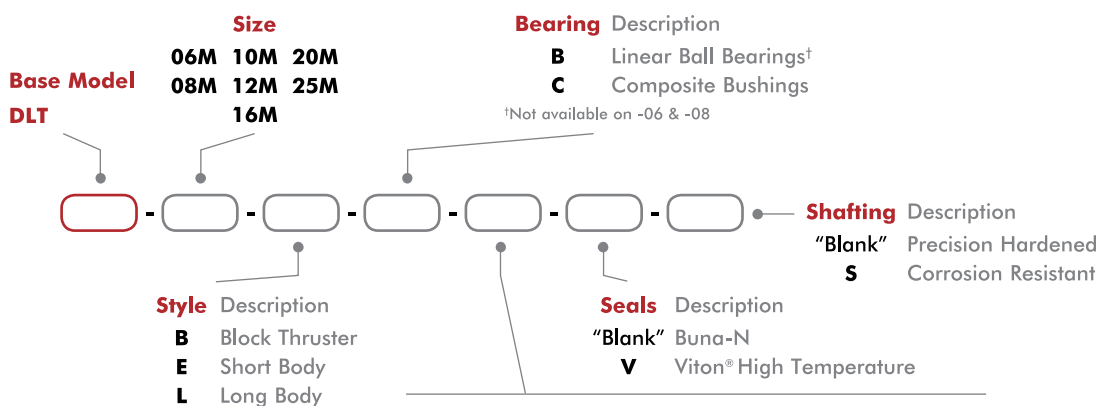 Size
06M 10M 20M
08M 12M 25M
16M
Base Model
DLT
Bearing Description
B Linear Ball Bearings†
C Composite Bushings
†Not available on -06 & -08
- - - - - -
Shafting Description
“Blank” Precision Hardened
S Corrosion Resistant
Style Description
B Block Thruster
E Short Body
L Long Body
Seals Description
“Blank” Buna-N
V Viton® High Temperature